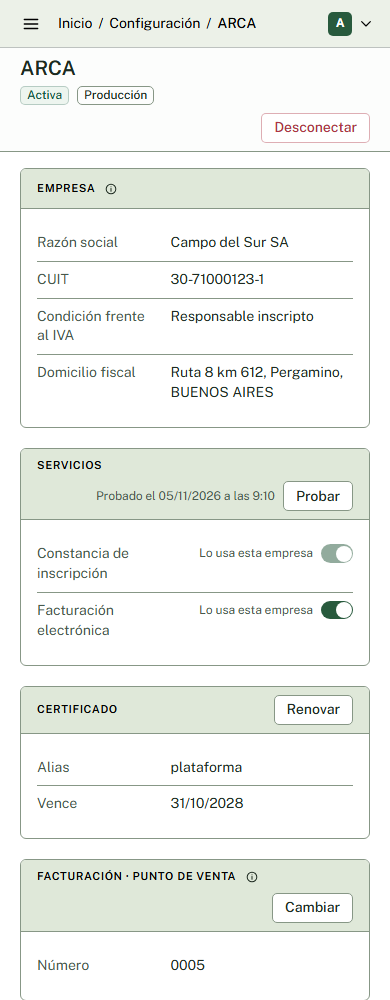 Inicio / Configuración / ARCA
A
ARCA
Activa
Producción
Desconectar
EMPRESA
Razón social
Campo del Sur SA
CUIT
30-71000123-1
Condición frente
al IVA
Responsable inscripto
Domicilio fiscal
Ruta 8 km 612, Pergamino,
BUENOS AIRES
SERVICIOS
Probado el 05/11/2026 a las 9:10
Probar
Constancia de
inscripción
Lo usa esta empresa
Facturación
electrónica
Lo usa esta empresa
CERTIFICADO
Renovar
Alias
plataforma
Vence
31/10/2028
FACTURACIÓN · PUNTO DE VENTA
Cambiar
Número
0005